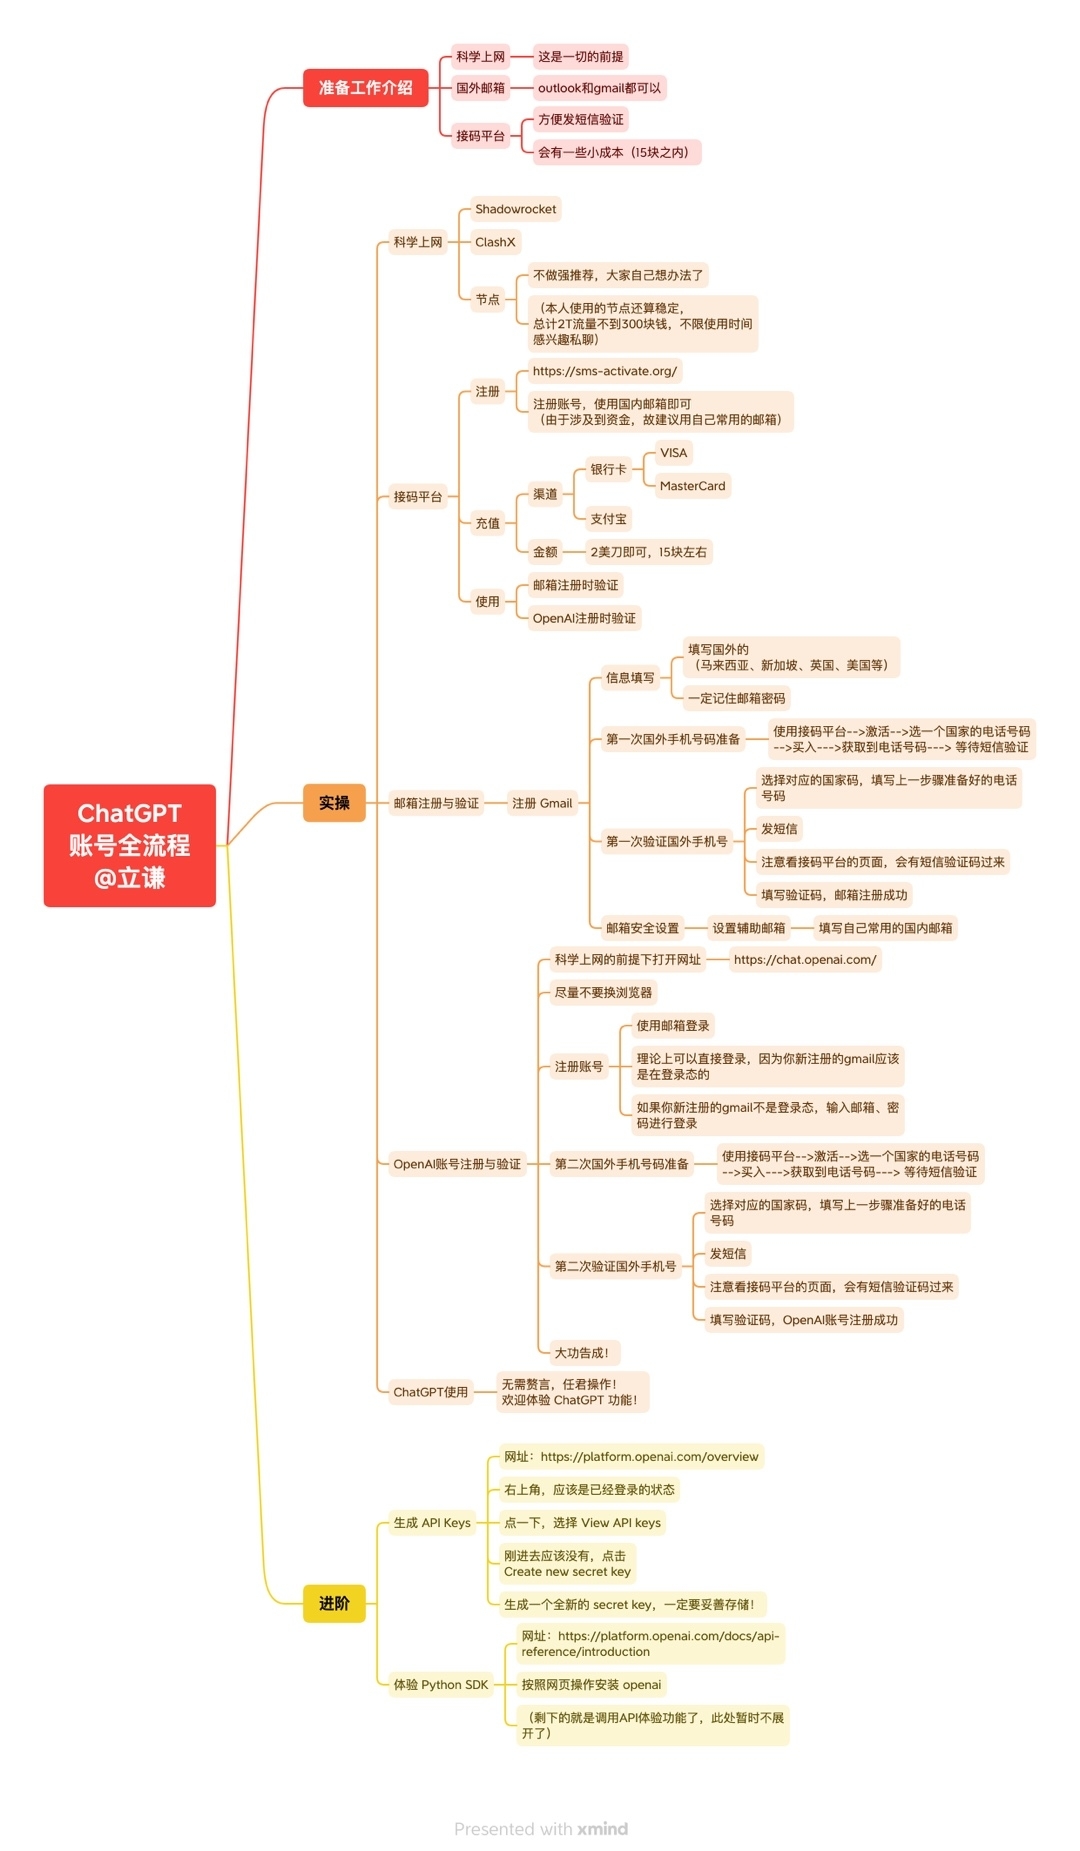 ChatGPT
账号全流程
@立谦
准备工作介绍
科学上网
这是一切的前提
国外邮箱
outlook和gmail都可以
接码平台
方便发短信验证
会有一些小成本（15块之内）
实操
科学上网
Shadowrocket
ClashX
节点
不做强推荐，大家自己想办法了
（本人使用的节点还算稳定，
总计2T流量不到300块钱，不限使用时间
感兴趣私聊）
接码平台
注册
https://sms-activate.org/
注册账号，使用国内邮箱即可
（由于涉及到资金，故建议用自己常用的邮箱）
充值
渠道
银行卡
VISA
MasterCard
支付宝
金额
2美刀即可，15块左右
使用
邮箱注册时验证
OpenAI注册时验证
邮箱注册与验证
注册 Gmail
信息填写
填写国外的
（马来西亚、新加坡、英国、美国等）
一定记住邮箱密码
第一次国外手机号码准备
使用接码平台-->激活-->选一个国家的电话号码
-->买入--->获取到电话号码---> 等待短信验证
第一次验证国外手机号
选择对应的国家码，填写上一步骤准备好的电话
号码
发短信
注意看接码平台的页面，会有短信验证码过来
填写验证码，邮箱注册成功
邮箱安全设置
设置辅助邮箱
填写自己常用的国内邮箱
OpenAI账号注册与验证
科学上网的前提下打开网址
https://chat.openai.com/
尽量不要换浏览器
注册账号
使用邮箱登录
理论上可以直接登录，因为你新注册的gmail应该
是在登录态的
如果你新注册的gmail不是登录态，输入邮箱、密
码进行登录
第二次国外手机号码准备
使用接码平台-->激活-->选一个国家的电话号码
-->买入--->获取到电话号码---> 等待短信验证
第二次验证国外手机号
选择对应的国家码，填写上一步骤准备好的电话
号码
发短信
注意看接码平台的页面，会有短信验证码过来
填写验证码，OpenAI账号注册成功
大功告成！
ChatGPT使用
无需赘言，任君操作！
欢迎体验 ChatGPT 功能！
进阶
生成 API Keys
网址：https://platform.openai.com/overview
右上角，应该是已经登录的状态
点一下，选择 View API keys
刚进去应该没有，点击
Create new secret key
生成一个全新的 secret key，一定要妥善存储！
体验 Python SDK
网址：https://platform.openai.com/docs/api-
reference/introduction
按照网页操作安装 openai
（剩下的就是调用API体验功能了，此处暂时不展
开了）
Presented with xmind